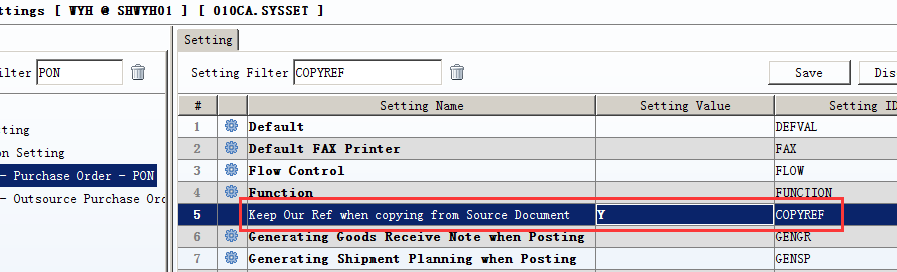 ttings [ WYH @ SHWYH01 ] [ 010CA.SYSSET ]
ilter PON
tting
on Setting
- Purchase Order - PON
- Outsource Purchase Ord
Setting
Setting Filter COPYREF
Save
Dis
# Setting Name Setting Value Setting ID
1 Default DEFVAL
2 Default FAX Printer FAX
3 Flow Control FLOW
4 Function FUNCTION
5 Keep Our Ref when copying from Source Document Y COPYREF
6 Generating Goods Receive Note when Posting GENGR
7 Generating Shipment Planning when Posting GENSP